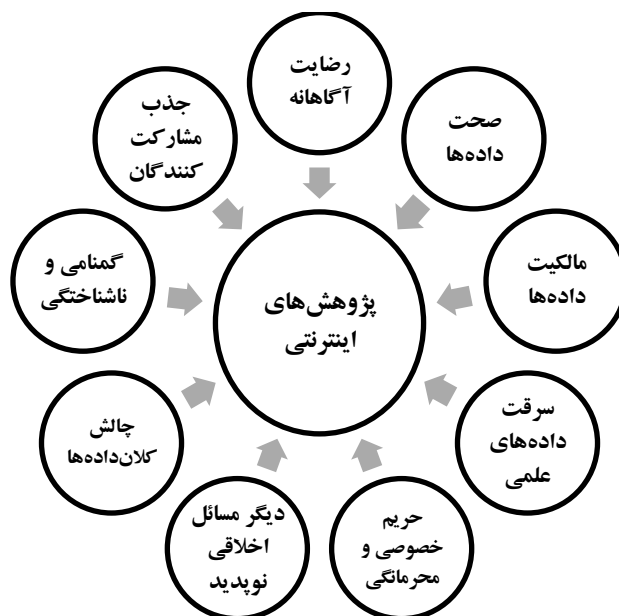 رضایت
آگاهانه
صحت
داده‌ها
مالکیت
داده‌ها
سرقت
داده‌های
علمی
حریم
خصوصی و
محرمانگی
دیگر مسائل
اخلاقی
نوپدید
چالش
کلان‌داده‌ها
گمنامی و
ناشناختگی
جذب
مشارکت
کنندگان
پژوهش‌های
اینترنتی